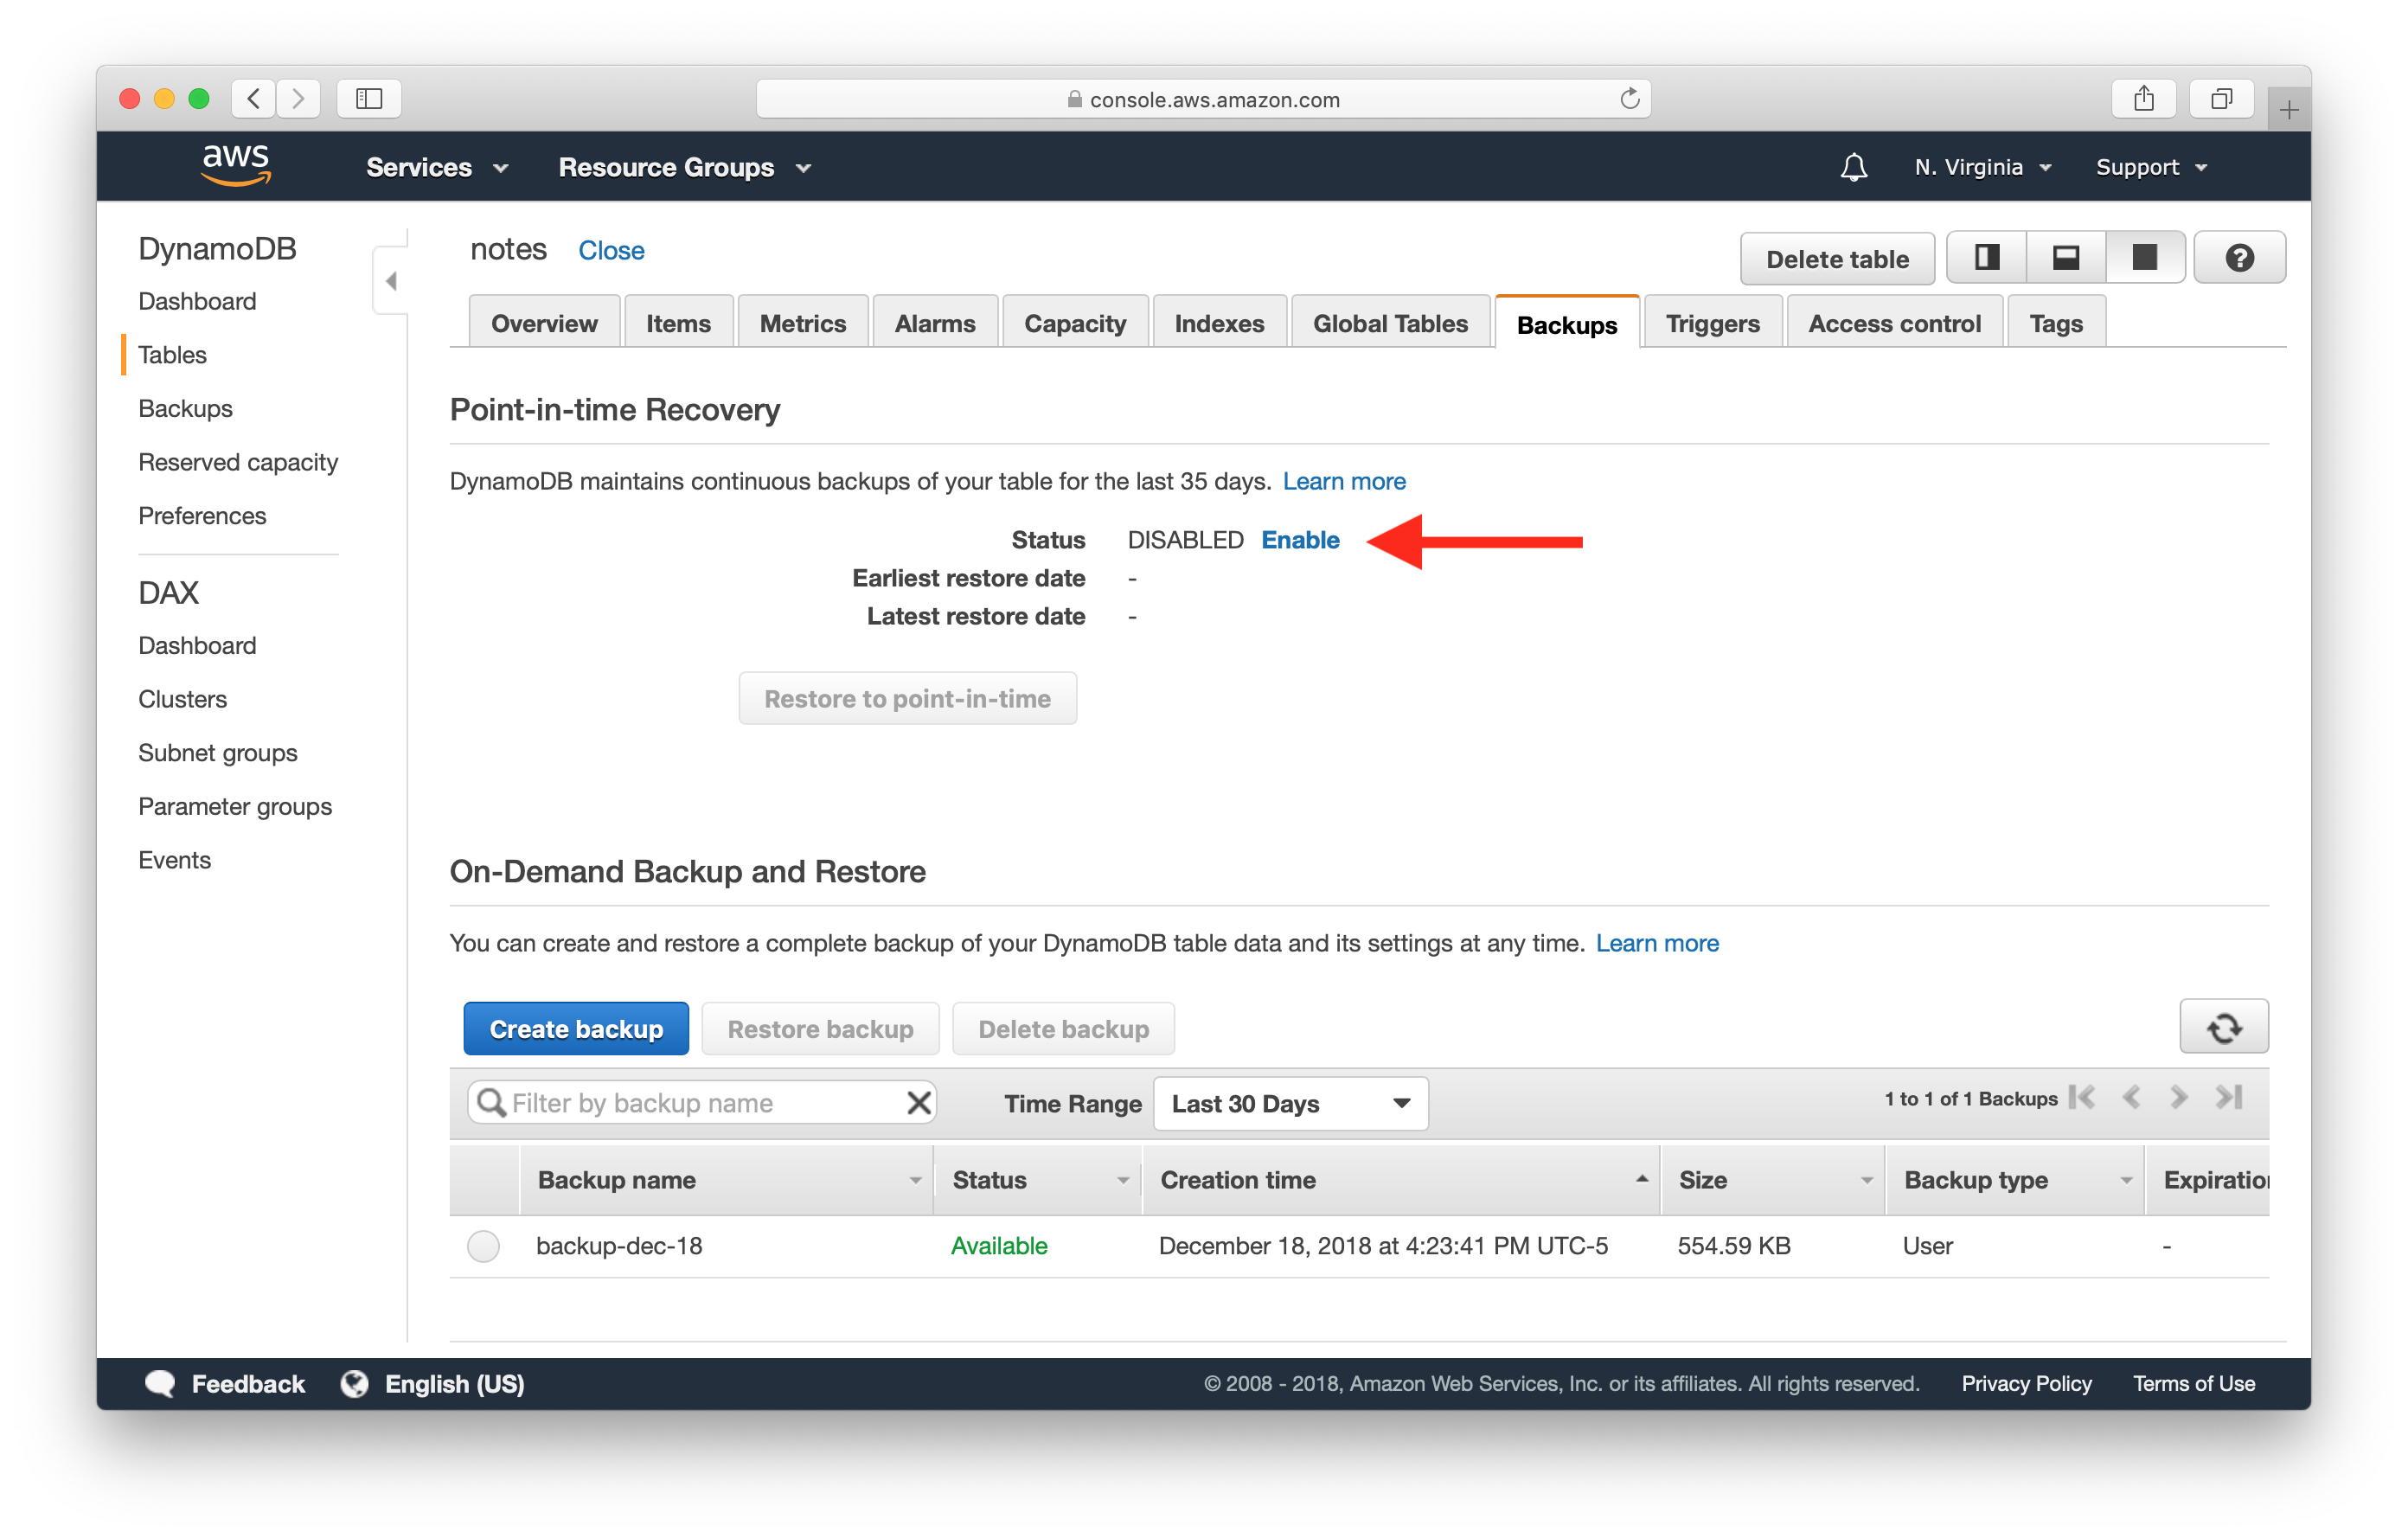 console.aws.amazon.com
aws Services Resource Groups N. Virginia Support
DynamoDB
Dashboard
Tables
Backups
Reserved capacity
Preferences
DAX
Dashboard
Clusters
Subnet groups
Parameter groups
Events
notes Close Delete table
Overview Items Metrics Alarms Capacity Indexes Global Tables Backups Triggers Access control Tags
Point-in-time Recovery
DynamoDB maintains continuous backups of your table for the last 35 days. Learn more
Status DISABLED Enable
Earliest restore date -
Latest restore date -
Restore to point-in-time
On-Demand Backup and Restore
You can create and restore a complete backup of your DynamoDB table data and its settings at any time. Learn more
Create backup Restore backup Delete backup
Filter by backup name Time Range Last 30 Days 1 to 1 of 1 Backups
Backup name Status Creation time Size Backup type Expiration
backup-dec-18 Available December 18, 2018 at 4:23:41 PM UTC-5 554.59 KB User -
Feedback English (US) © 2008 - 2018, Amazon Web Services, Inc. or its affiliates. All rights reserved. Privacy Policy Terms of Use